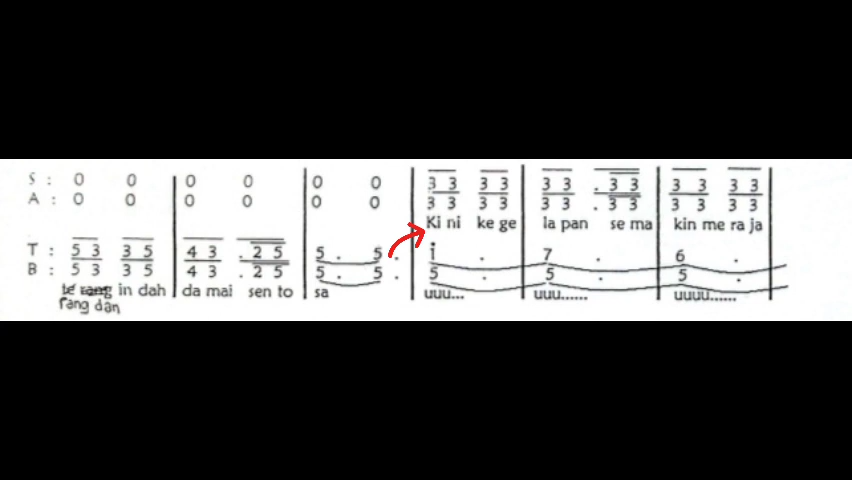 S : 0 0 | 0 0 | 0 0 | 3 3 3 3 | 3 3 . 3 3 | 3 3 3 3 |
A : 0 0 | 0 0 | 0 0 | 3 3 3 3 | 3 3 . 3 3 | 3 3 3 3 |
Ki ni ke ge la pan se ma kin me ra ja
T : 5 3 3 5 | 4 3 . 2 5 | 5 . 5 . | i . | 7 . | 6 . |
B : 5 3 3 5 | 4 3 . 2 5 | 5 . 5 . | 5 . | 5 . | 5 . |
te rang in dah da mai sen to sa uuu... uuu...... uuuu......
rang dan